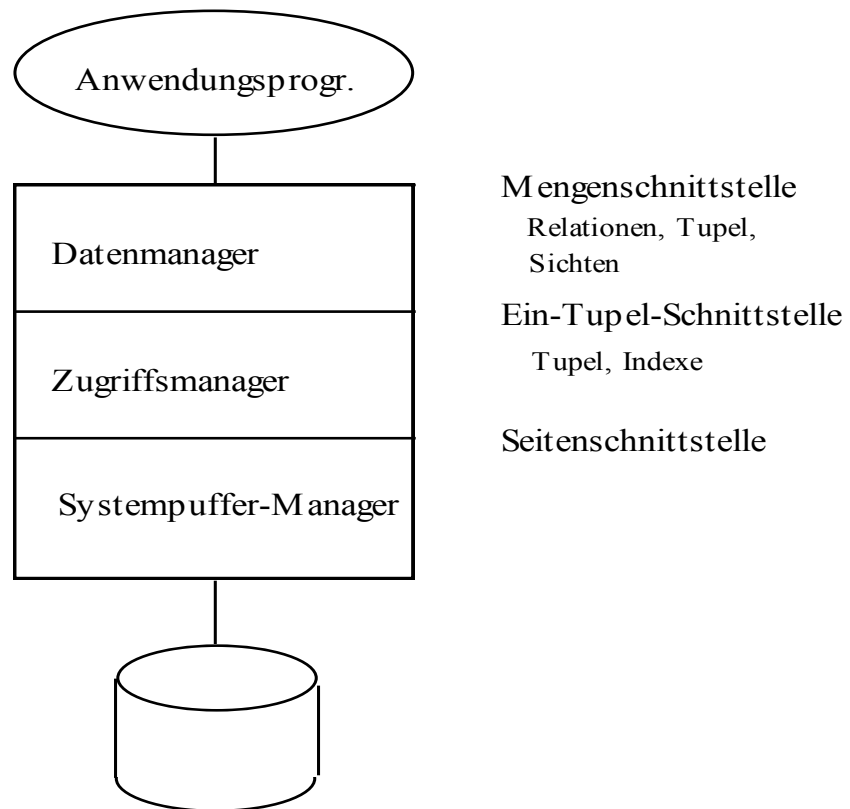 Anwendungsprogr.
Mengenschnittstelle
Relationen, Tupel,
Sichten
Datenmanager
Ein-Tupel-Schnittstelle
Tupel, Indexe
Zugriffsmanager
Seitenschnittstelle
Systempuffer-Manager